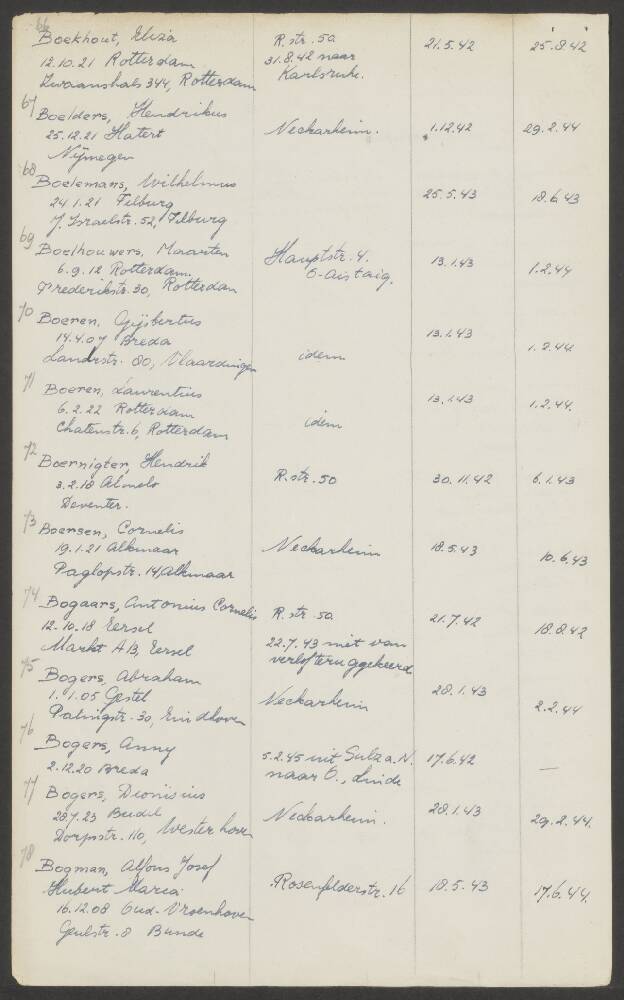 66
Boekhout, Eliza R. str. 50 21.5.42 25.8.42
12.10.21 Rotterdam 31.8.42 naar
Zwaanshals 344, Rotterdam Karlsruhe.
67
Boelders, Hendrikus
25.12.21 Hatert Neckarheim. 1.12.42 29.2.44
Nijmegen
68
Boelemans, Wilhelmus
24.1.21 Tilburg 25.5.43 10.6.43
J. Israelstr. 52, Tilburg
69
Boelhouwers, Maarten Hauptstr. 4.
6.9.12 Rotterdam. O-Aistaig. 13.1.43 1.2.44
Frederikstr. 30, Rotterdam
70
Boeren, Gijsbertus
14.4.07 Breda 13.1.43
Landstr. 80, Vlaardingen idem 1.2.44
71
Boeren, Laurentius
6.2.22 Rotterdam 13.1.43 1.2.44.
Chatenstr. 6, Rotterdam idem
72
Boernigter, Hendrik
3.2.18 Almelo R. str. 50 30.11.42 6.1.43
Deventer.
73
Boersen, Cornelis
19.1.21 Alkmaar Neckarheim 18.5.43 10.6.43
Paglopstr. 14, Alkmaar
74
Bogaars, Antonius Cornelis R. str 50.
12.10.18 Eersel 21.7.42 18.8.42
Markt A 13, Eersel 22.7.43 niet van
verlof teruggekeerd
75
Bogers, Abraham
1.9.05 Gestel Neckarheim 28.1.43
Palingstr. 30, Eindhoven 2.2.44
76
Bogers, Anny 5.2.45 uit Sulz a.N. 17.6.42 —
2.12.20 Breda naar O., Linde
77
Bogers, Dionisius
28.7.23 Budel Neckarheim. 28.1.43 29.2.44.
Dorpsstr. 110, Westerhoven
78
Bogman, Alfons Josef
Hubert Maria Rosenfelderstr. 16 18.5.43 17.6.44.
16.12.08 Oud-Vroenhoven
Geulstr. 8 Bunde